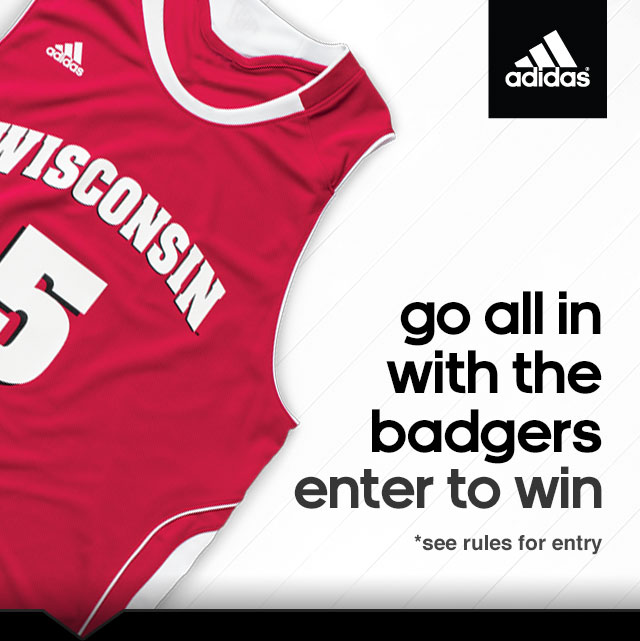 adidas
adidas
WISCONSIN
5
go all in
with the
badgers
enter to win
*see rules for entry